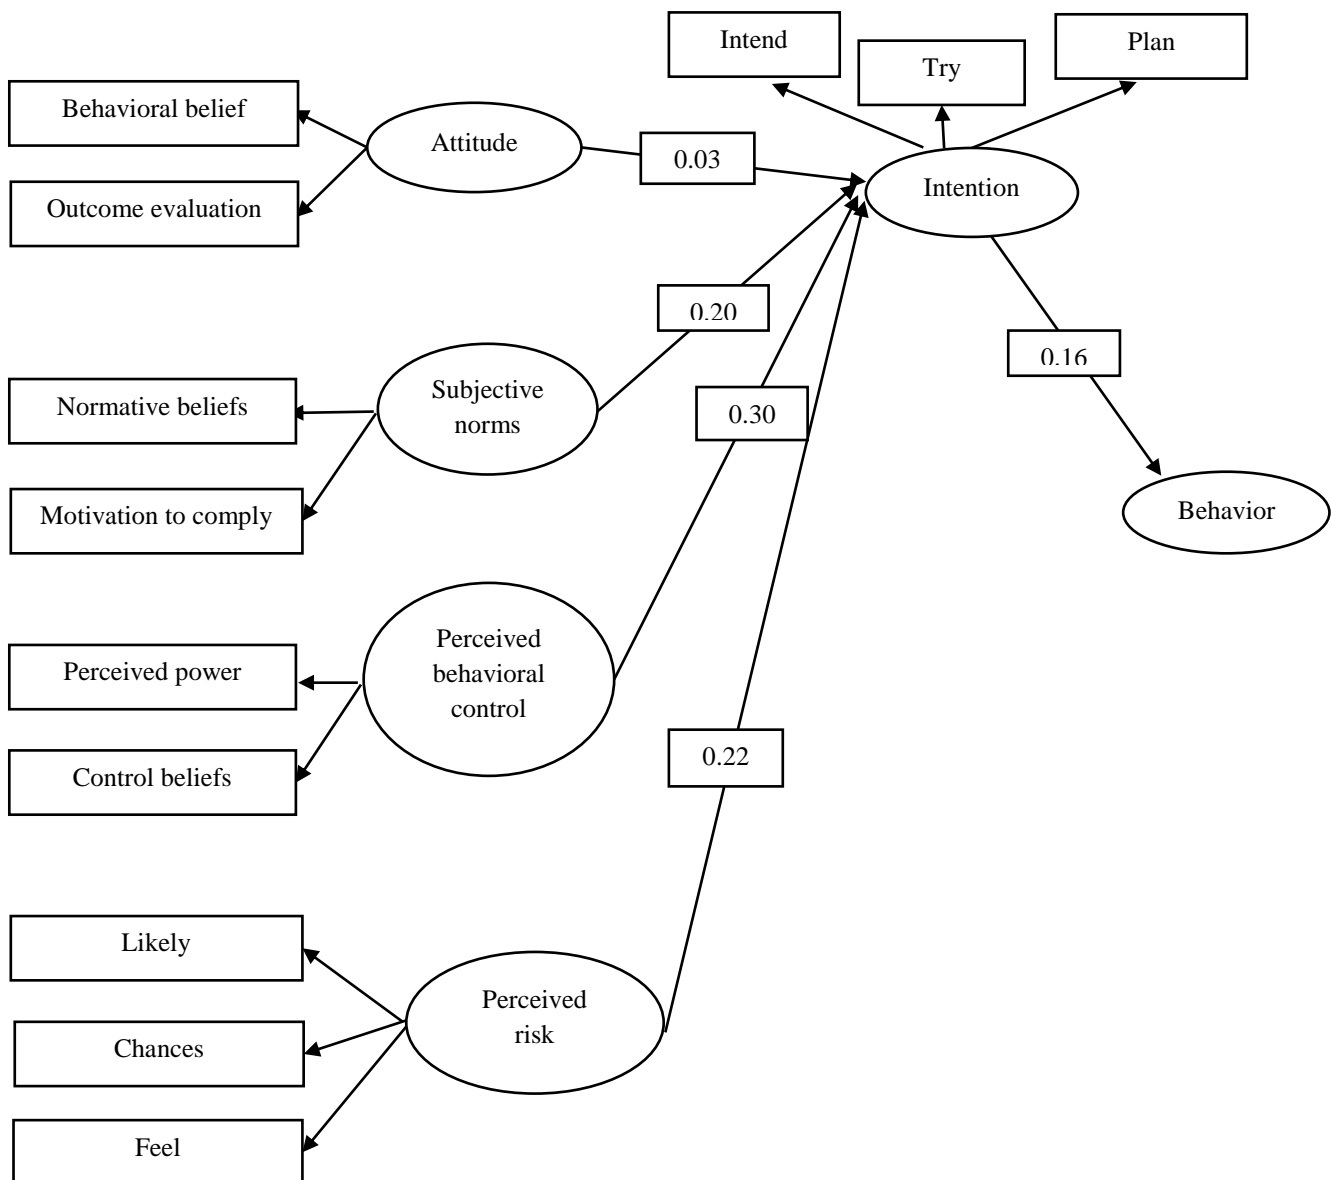 Intend
Try
Plan
Behavioral belief
Attitude
0.03
Intention
Outcome evaluation
0.20
Subjective
norms
0.16
Normative beliefs
0.30
Motivation to comply
Behavior
Perceived
behavioral
control
Perceived power
Control beliefs
0.22
Likely
Perceived
risk
Chances
Feel